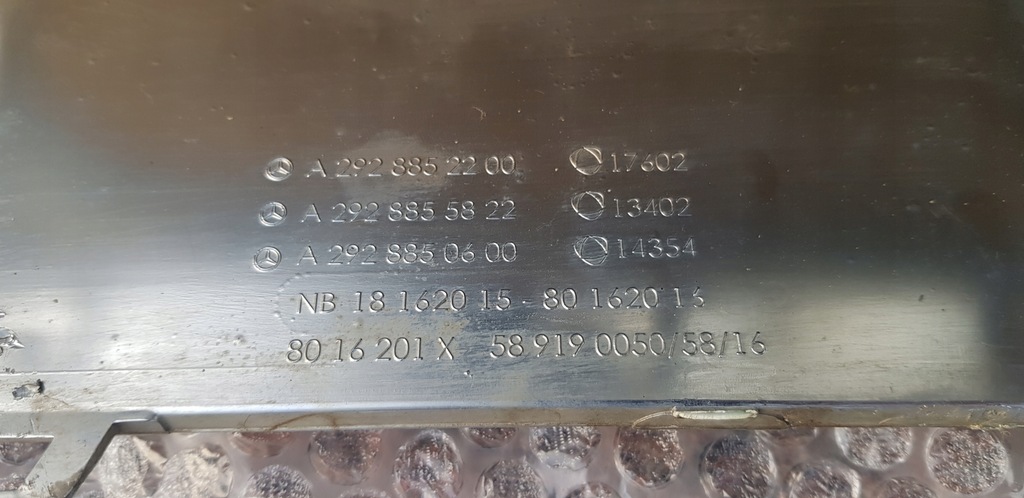 A 292 885 22 00 17602
A 292 885 58 22 13402
A 292 885 06 00 14354
NB 18 1620 15 - 80 1620 13
80 16 201 X 58 919 0050/58/16